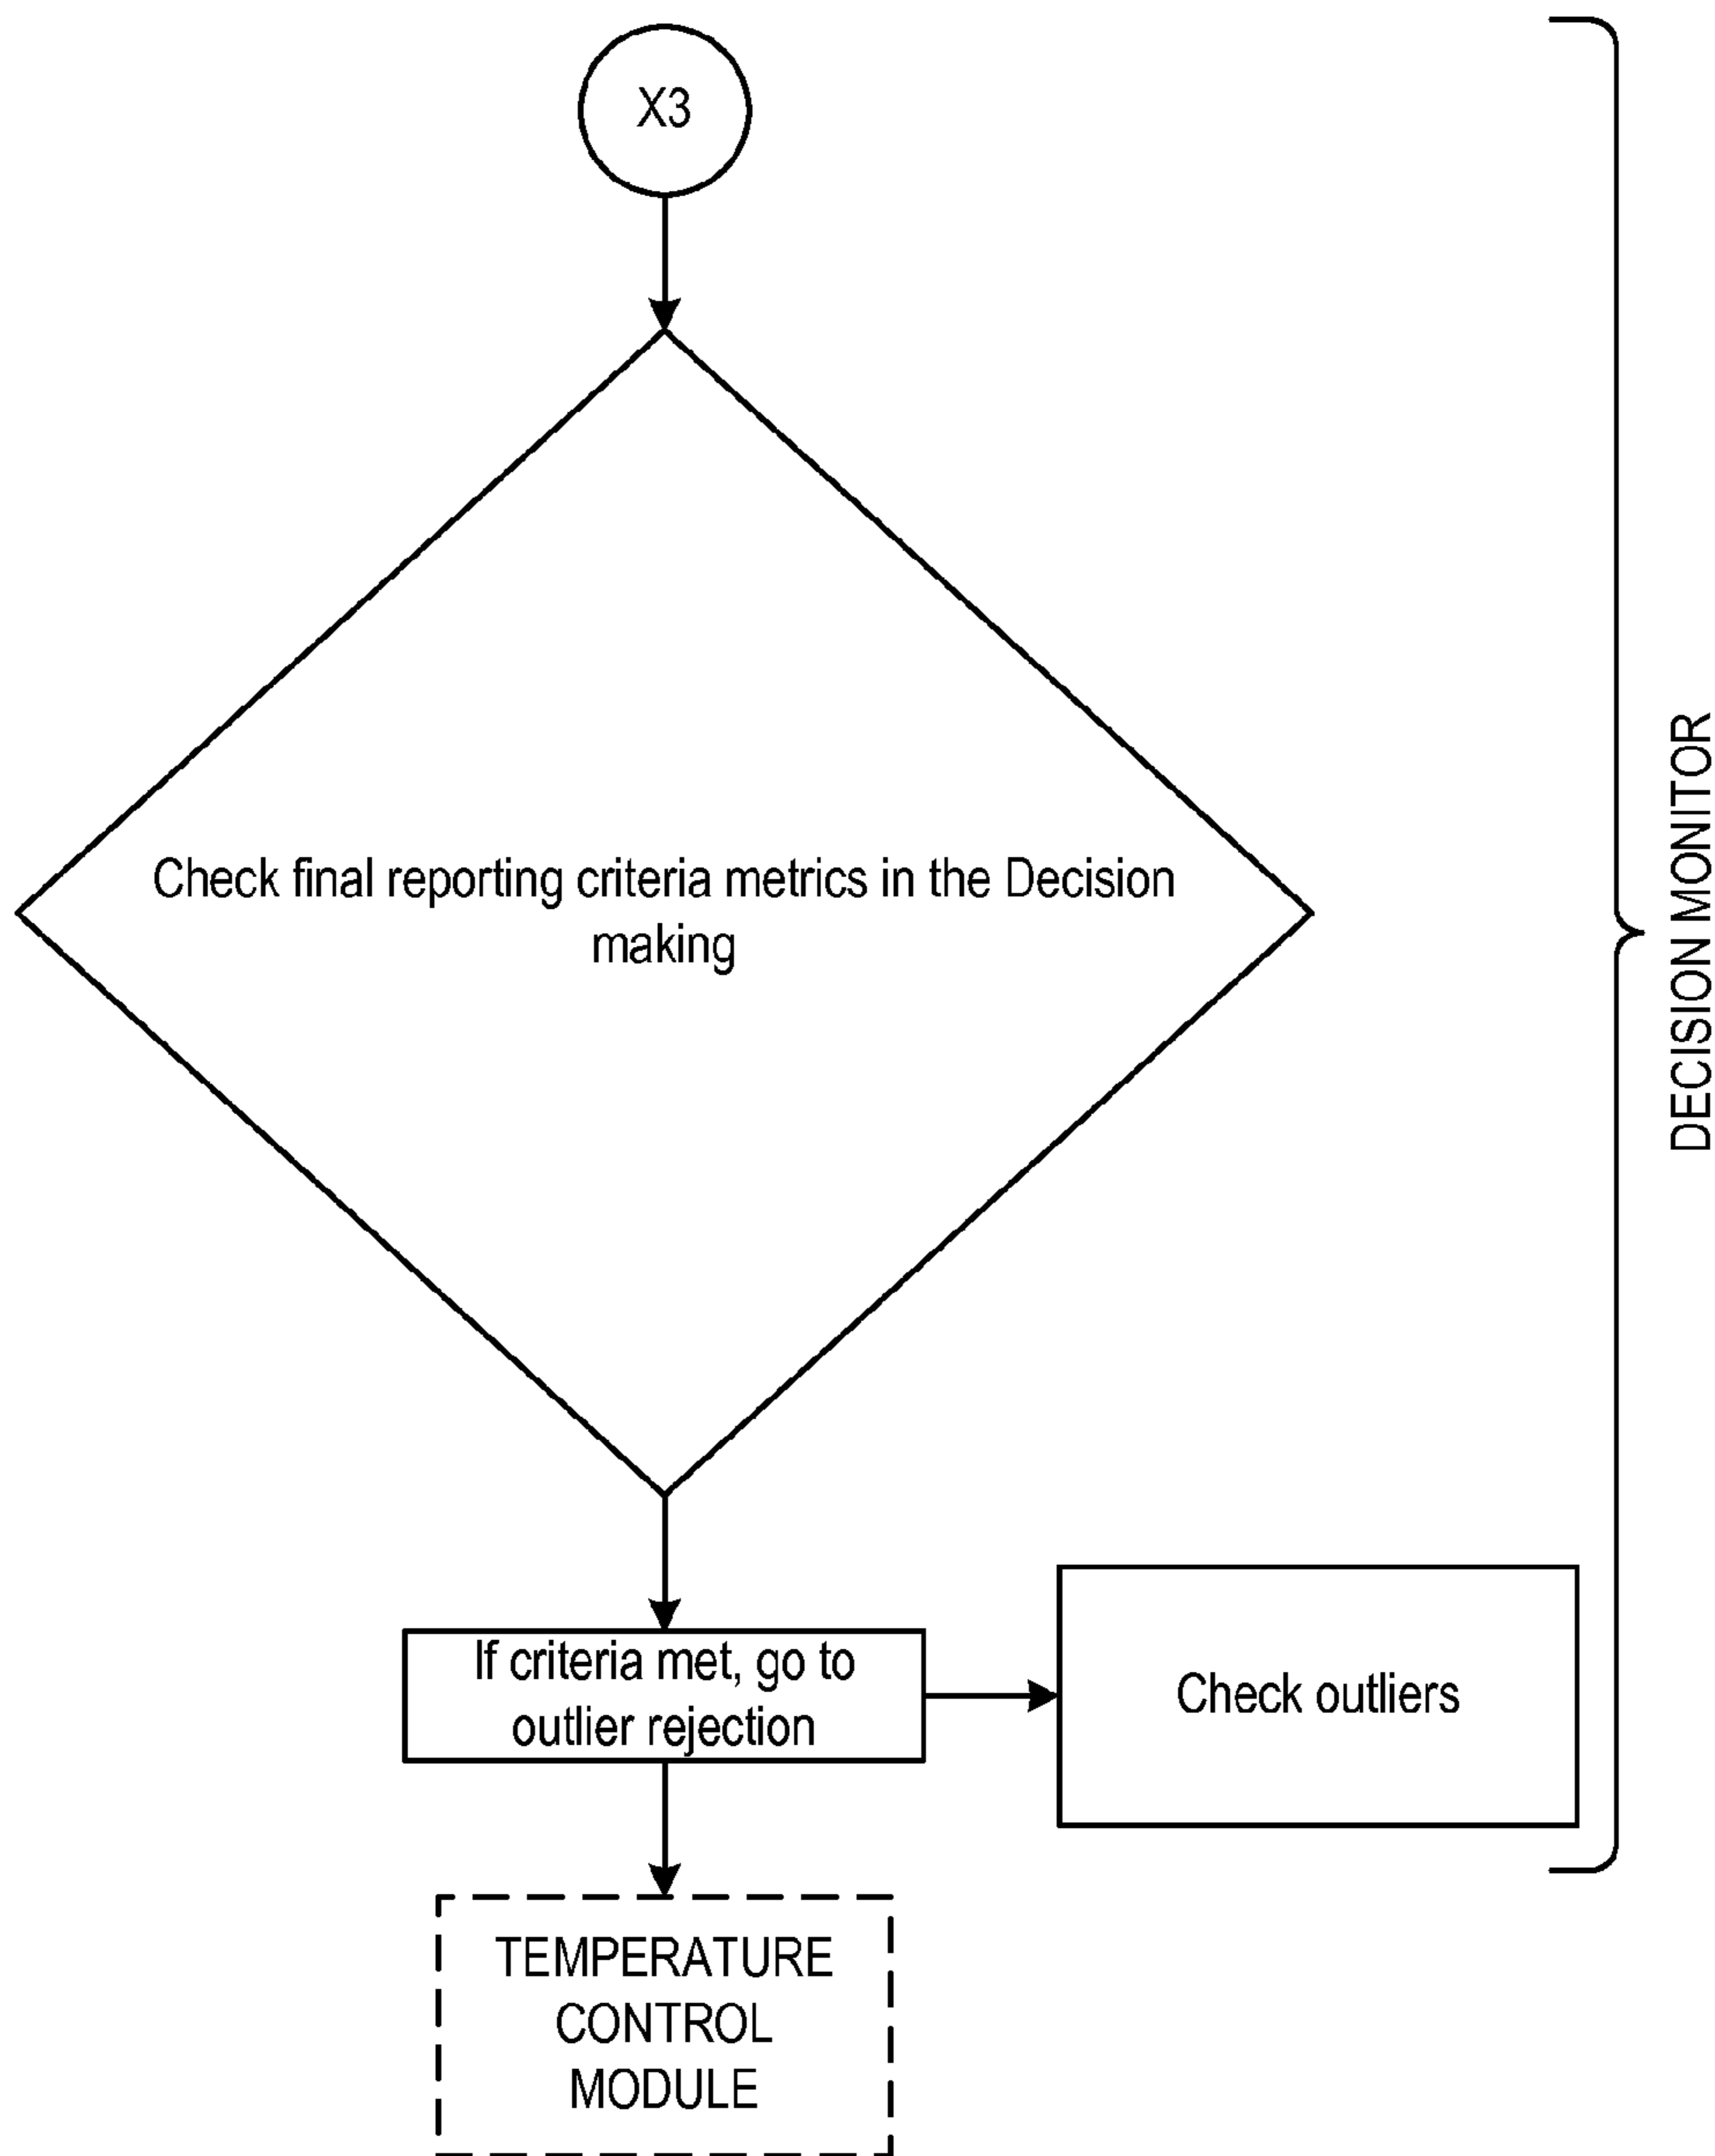 X3
Check final reporting criteria metrics in the Decision
making
DECISION MONITOR
If criteria met, go to
outlier rejection
Check outliers
TEMPERATURE
CONTROL
MODULE